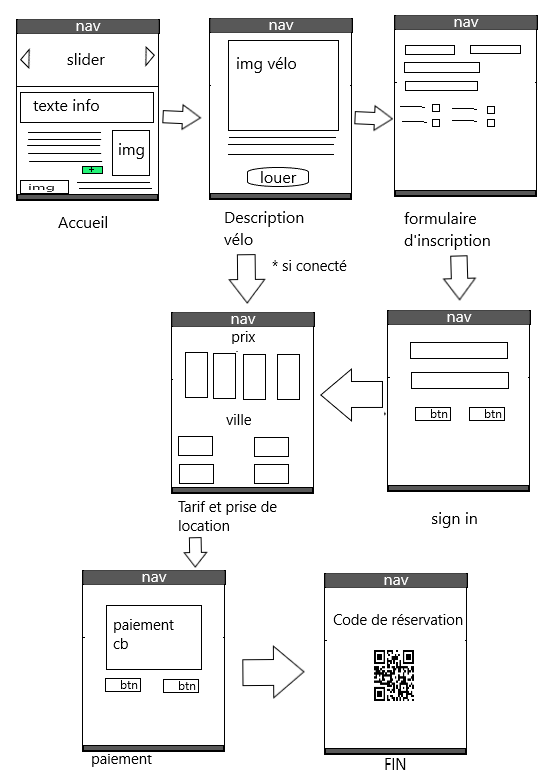 nav
slider
texte info
+
img
img
Accueil
nav
img vélo
louer
Description
vélo
nav
formulaire
d'inscription
* si conecté
nav
prix
ville
Tarif et prise de
location
nav
btn
btn
sign in
nav
paiement
cb
btn
btn
paiement
nav
Code de réservation
FIN